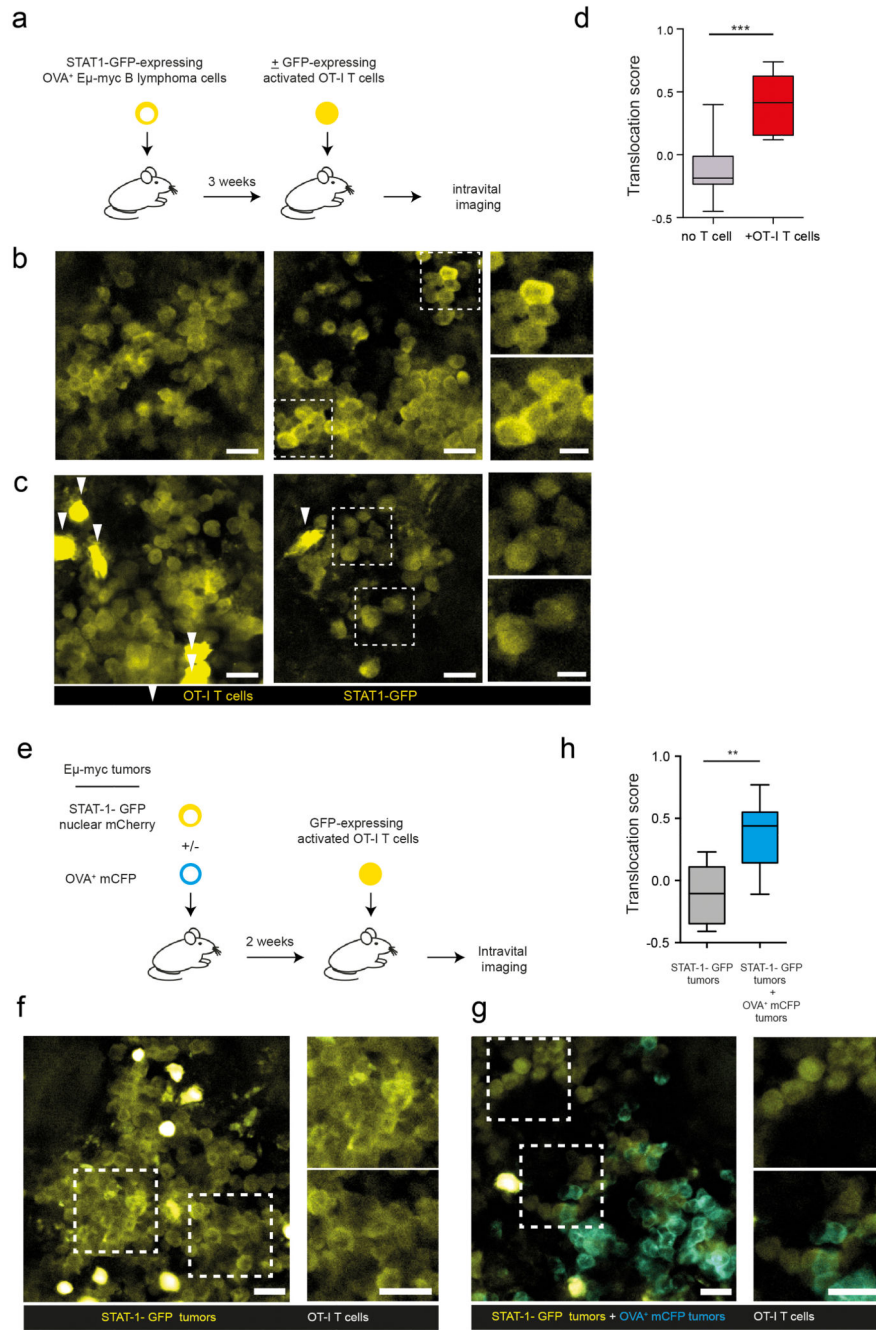 a
STAT1-GFP-expressing
OVA⁺ Eμ-myc B lymphoma cells
+ GFP-expressing
activated OT-I T cells
3 weeks
intravital
imaging
d
***
Translocation score
1.0
0.5
0.0
-0.5
no T cell
+OT-I T cells
b
c
OT-I T cells
STAT1-GFP
e
Eμ-myc tumors
STAT-1- GFP
nuclear mCherry
+/-
OVA⁺ mCFP
GFP-expressing
activated OT-I T cells
2 weeks
Intravital
imaging
h
**
Translocation score
1.0
0.5
0.0
-0.5
STAT-1- GFP
tumors
STAT-1- GFP
tumors
+
OVA⁺ mCFP
tumors
f
STAT-1- GFP tumors
OT-I T cells
g
STAT-1- GFP tumors + OVA⁺ mCFP tumors
OT-I T cells